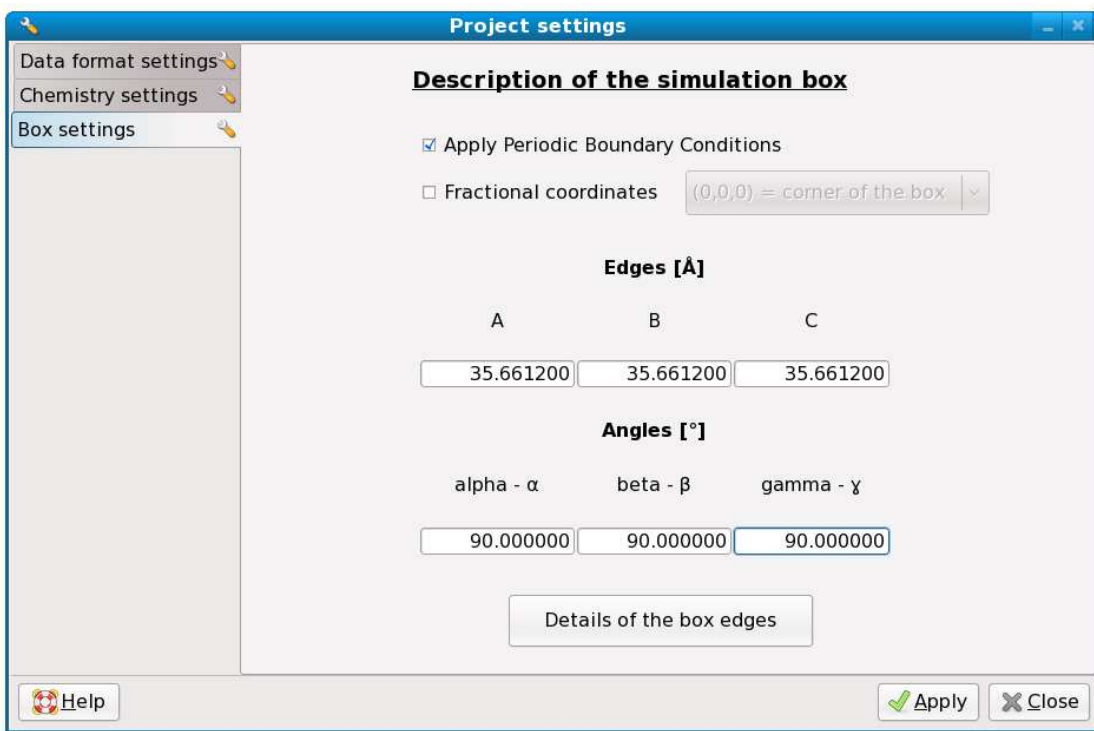 Project settings
Data format settings
Chemistry settings
Box settings
Description of the simulation box
Apply Periodic Boundary Conditions
Fractional coordinates (0,0,0) = corner of the box
Edges [Å]
A B C
35.661200 35.661200 35.661200
Angles [°]
alpha - α beta - β gamma - ɣ
90.000000 90.000000 90.000000
Details of the box edges
Help Apply Close